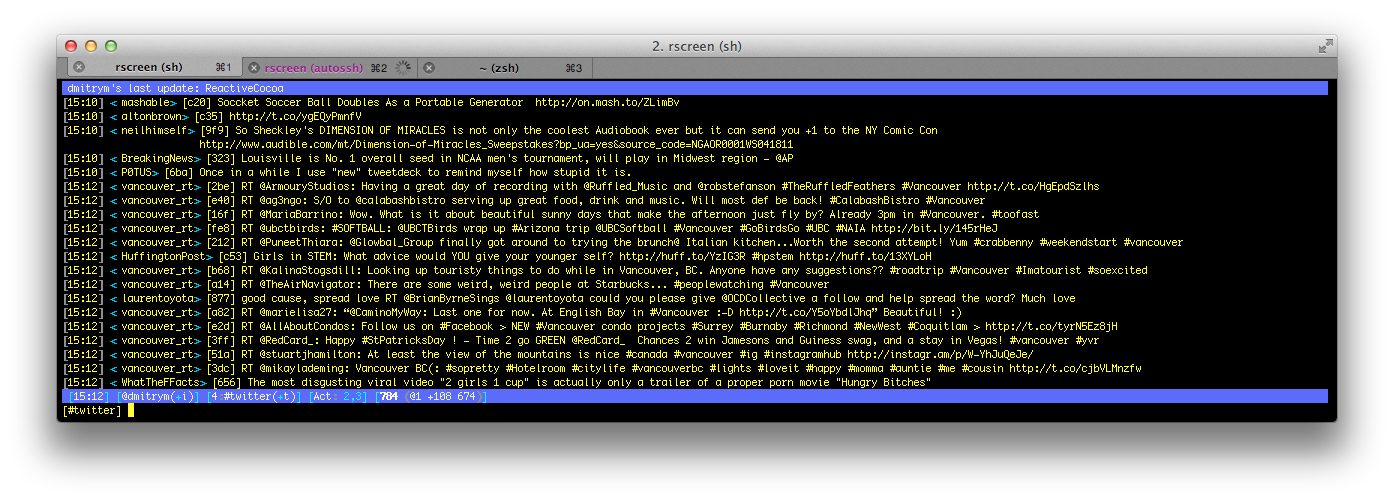 2. rscreen (sh)
rscreen (sh) ⌘1 rscreen (autossh) ⌘2 ~ (zsh) ⌘3
dmitrym's last update: ReactiveCocoa
[15:10] < mashable> [c20] Soccket Soccer Ball Doubles As a Portable Generator  http://on.mash.to/ZLimBv
[15:10] < altonbrown> [c35] http://t.co/ygEQyPmnfV
[15:10] < neilhimself> [9f9] So Sheckley's DIMENSION OF MIRACLES is not only the coolest Audiobook ever but it can send you +1 to the NY Comic Con
http://www.audible.com/mt/Dimension-of-Miracles_Sweepstakes?bp_ua=yes&source_code=NGAOR0001WS041811
[15:10] < BreakingNews> [323] Louisville is No. 1 overall seed in NCAA men's tournament, will play in Midwest region - @AP
[15:10] < P0TUS> [6ba] Once in a while I use "new" tweetdeck to remind myself how stupid it is.
[15:12] < vancouver_rt> [2be] RT @ArmouryStudios: Having a great day of recording with @Ruffled_Music and @robstefanson #TheRuffledFeathers #Vancouver http://t.co/HgEpdSzlhs
[15:12] < vancouver_rt> [e40] RT @ag3ngo: S/O to @calabashbistro serving up great food, drink and music. Will most def be back! #CalabashBistro #Vancouver
[15:12] < vancouver_rt> [16f] RT @MariaBarrino: Wow. What is it about beautiful sunny days that make the afternoon just fly by? Already 3pm in #Vancouver. #toofast
[15:12] < vancouver_rt> [fe8] RT @ubctbirds: #SOFTBALL: @UBCTBirds wrap up #Arizona trip @UBCSoftball #Vancouver #GoBirdsGo #UBC #NAIA http://bit.ly/145rHeJ
[15:12] < vancouver_rt> [212] RT @PuneetThiara: @Glowbal_Group finally got around to trying the brunch@ Italian kitchen...Worth the second attempt! Yum #crabbenny #weekendstart #vancouver
[15:12] < HuffingtonPost> [c53] Girls in STEM: What advice would YOU give your younger self? http://huff.to/YzIG3R #hpstem http://huff.to/13XYLoH
[15:12] < vancouver_rt> [b68] RT @KalinaStogsdill: Looking up touristy things to do while in Vancouver, BC. Anyone have any suggestions?? #roadtrip #Vancouver #Imatourist #soexcited
[15:12] < vancouver_rt> [a14] RT @TheAirNavigator: There are some weird, weird people at Starbucks... #peoplewatching #Vancouver
[15:12] < laurentoyota> [877] good cause, spread love RT @BrianByrneSings @laurentoyota could you please give @OCDCollective a follow and help spread the word? Much love
[15:12] < vancouver_rt> [a82] RT @marielisa27: “@CaminoMyWay: Last one for now. At English Bay in #Vancouver :-D http://t.co/Y5oYbdlJhq” Beautiful! :)
[15:12] < vancouver_rt> [e2d] RT @AllAboutCondos: Follow us on #Facebook > NEW #Vancouver condo projects #Surrey #Burnaby #Richmond #NewWest #Coquitlam > http://t.co/tyrN5Ez8jH
[15:12] < vancouver_rt> [3ff] RT @RedCard_: Happy #StPatricksDay ! - Time 2 go GREEN @RedCard_  Chances 2 win Jamesons and Guiness swag, and a stay in Vegas! #vancouver #yvr
[15:12] < vancouver_rt> [51a] RT @stuartjhamilton: At least the view of the mountains is nice #canada #vancouver #ig #instagramhub http://instagr.am/p/W-YhJuQeJe/
[15:12] < vancouver_rt> [3dc] RT @mikaylademing: Vancouver BC(: #sopretty #Hotelroom #citylife #vancouverbc #lights #loveit #happy #momma #auntie #me #cousin http://t.co/cjbVLMnzfw
[15:12] < WhatTheFFacts> [656] The most disgusting viral video "2 girls 1 cup" is actually only a trailer of a proper porn movie "Hungry Bitches"
[15:12] [@dmitrym(+i)] [4:#twitter(+t)] [Act: 2,3] [784 (@1 +108 674)]
[#twitter]